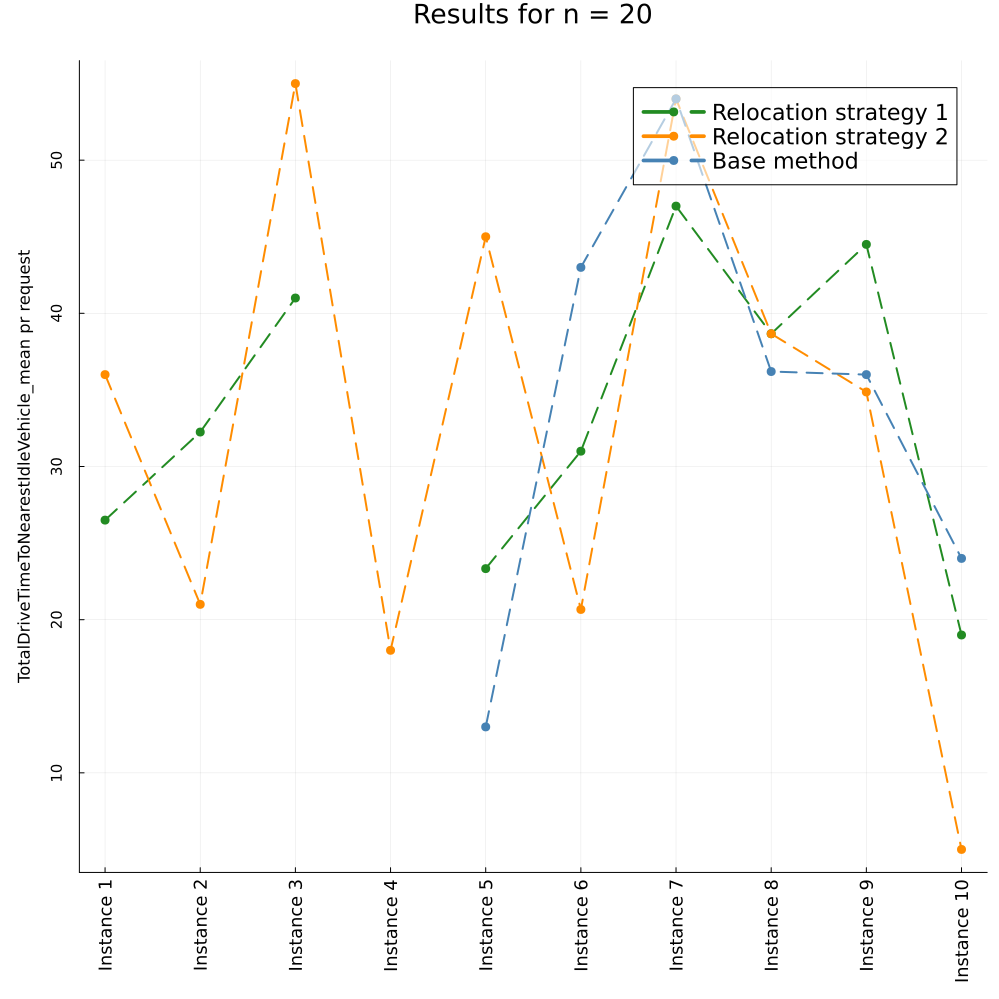 Results for n = 20
TotalDriveTimeToNearestIdleVehicle_mean pr request
50
40
30
20
10
Relocation strategy 1
Relocation strategy 2
Base method
Instance 1
Instance 2
Instance 3
Instance 4
Instance 5
Instance 6
Instance 7
Instance 8
Instance 9
Instance 10